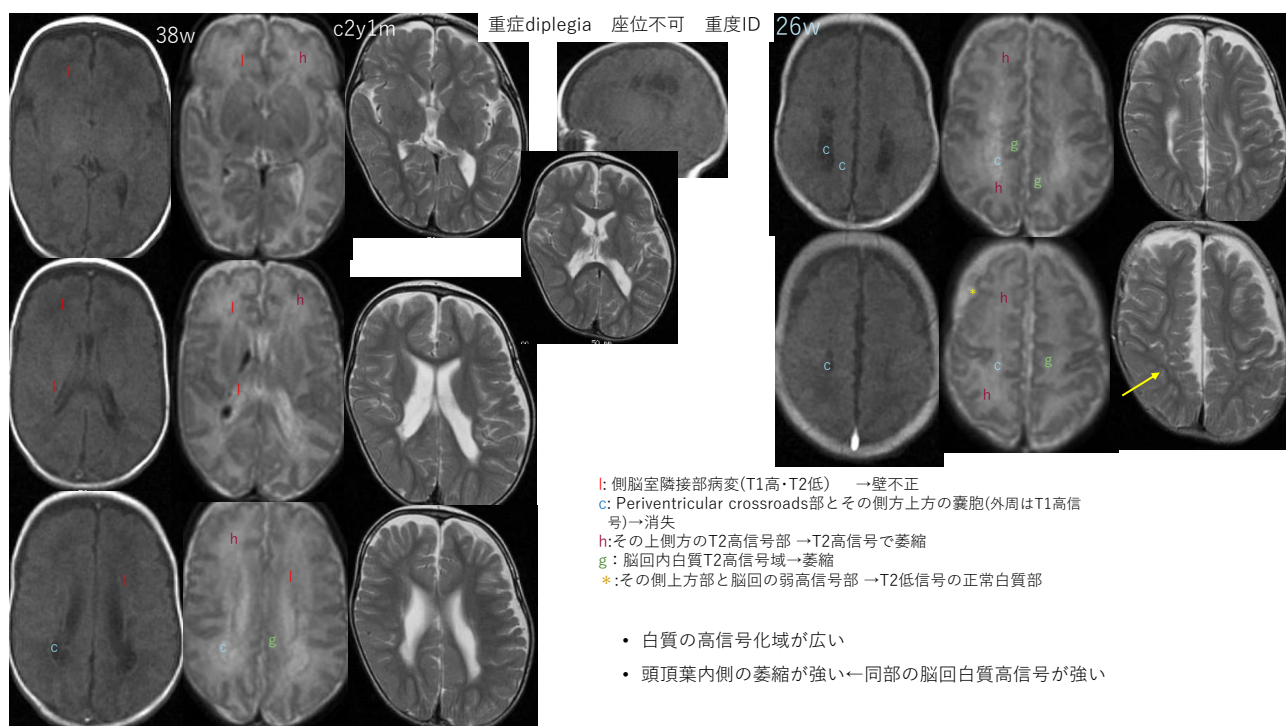 38w
c2y1m
重症diplegia 座位不可 重度ID
26w
l
l
h
l
l
h
l
l
h
l
l
c
c
g
c
c
g
h
g
h
h
*
h
c
c
g
h
l: 側脳室隣接部病変(T1高・T2低) →壁不正
c: Periventricular crossroads部とその側方上方の嚢胞(外周はT1高信
号)→消失
h:その上側方のT2高信号部 →T2高信号で萎縮
g:脳回内白質T2高信号域→萎縮
*:その側上方部と脳回の弱高信号部 →T2低信号の正常白質部
• 白質の高信号化域が広い
• 頭頂葉内側の萎縮が強い←同部の脳回白質高信号が強い